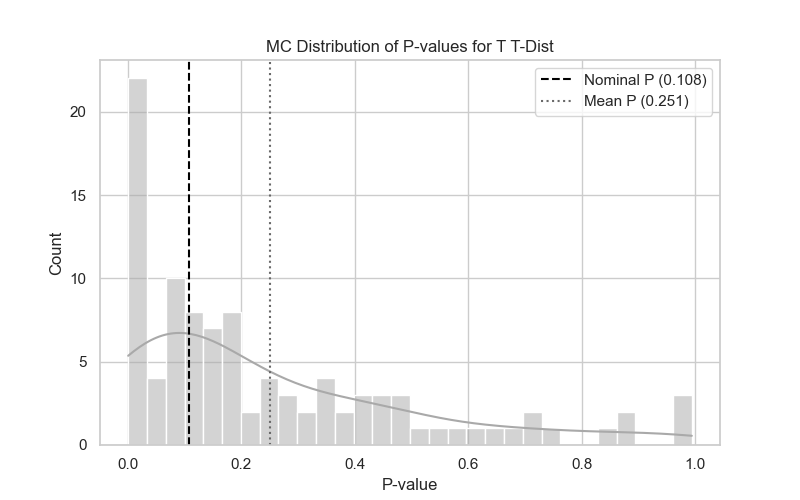 MC Distribution of P-values for T T-Dist
Nominal P (0.108)
Mean P (0.251)
20
15
10
5
0
Count
0.0 0.2 0.4 0.6 0.8 1.0
P-value